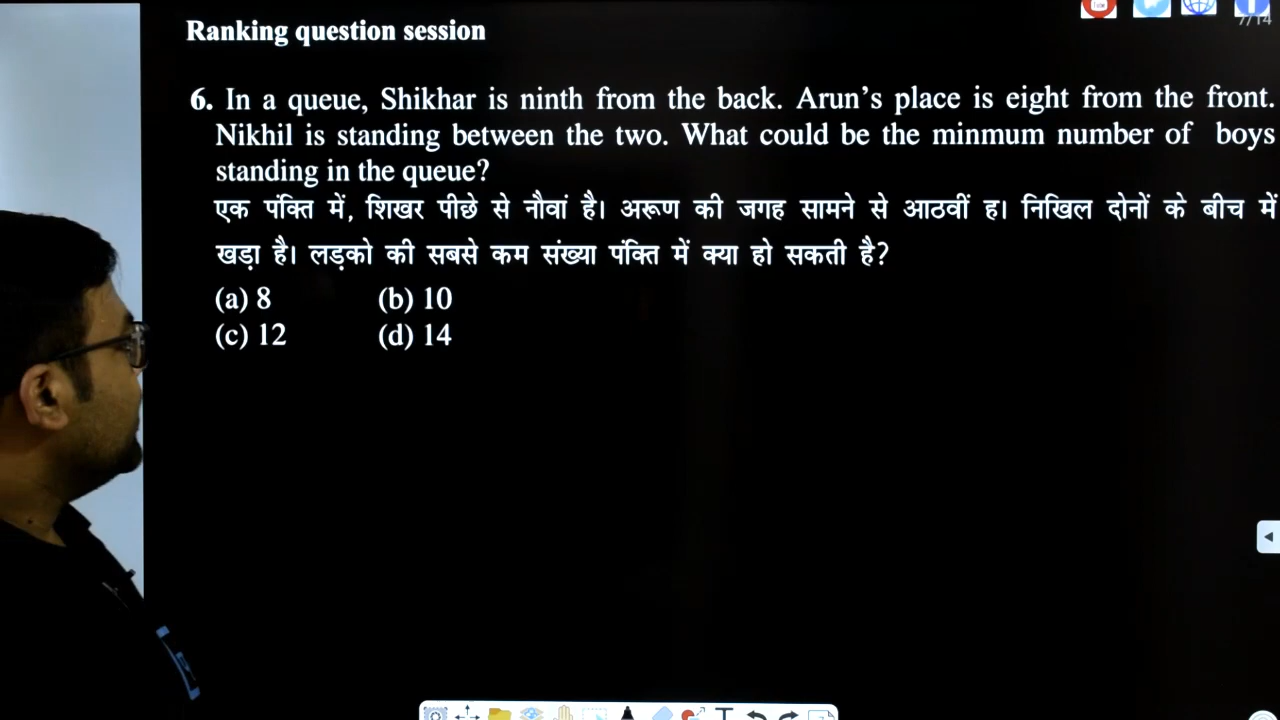 7/14
Ranking question session
6. In a queue, Shikhar is ninth from the back. Arun’s place is eight from the front.
Nikhil is standing between the two. What could be the minmum number of boys
standing in the queue?
एक पंक्ति में, शिखर पीछे से नौवां है। अरूण की जगह सामने से आठवीं ह। निखिल दोनों के बीच में
खड़ा है। लड़को की सबसे कम संख्या पंक्ति में क्या हो सकती है?
(a) 8 (b) 10
(c) 12 (d) 14